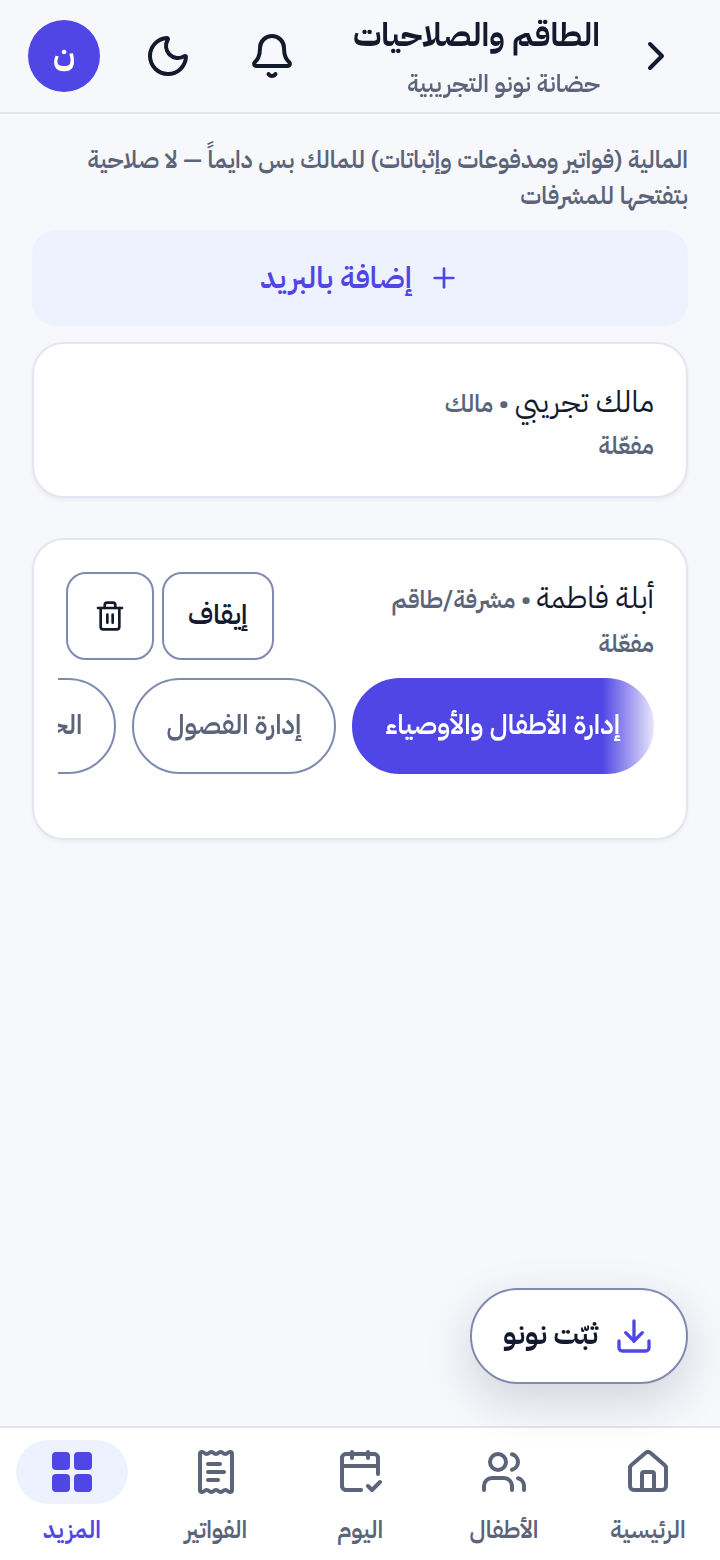 الطاقم والصلاحيات
حضانة نونو التجريبية
ن
المالية (فواتير ومدفوعات وإثباتات) للمالك بس دايماً — لا صلاحية
بتفتحها للمشرفات
إضافة بالبريد
مالك تجريبي • مالك
مفعّلة
أبلة فاطمة • مشرفة/طاقم
مفعّلة
إيقاف
إدارة الأطفال والأوصياء
إدارة الفصول
ثبّت نونو
الرئيسية
الأطفال
اليوم
الفواتير
المزيد